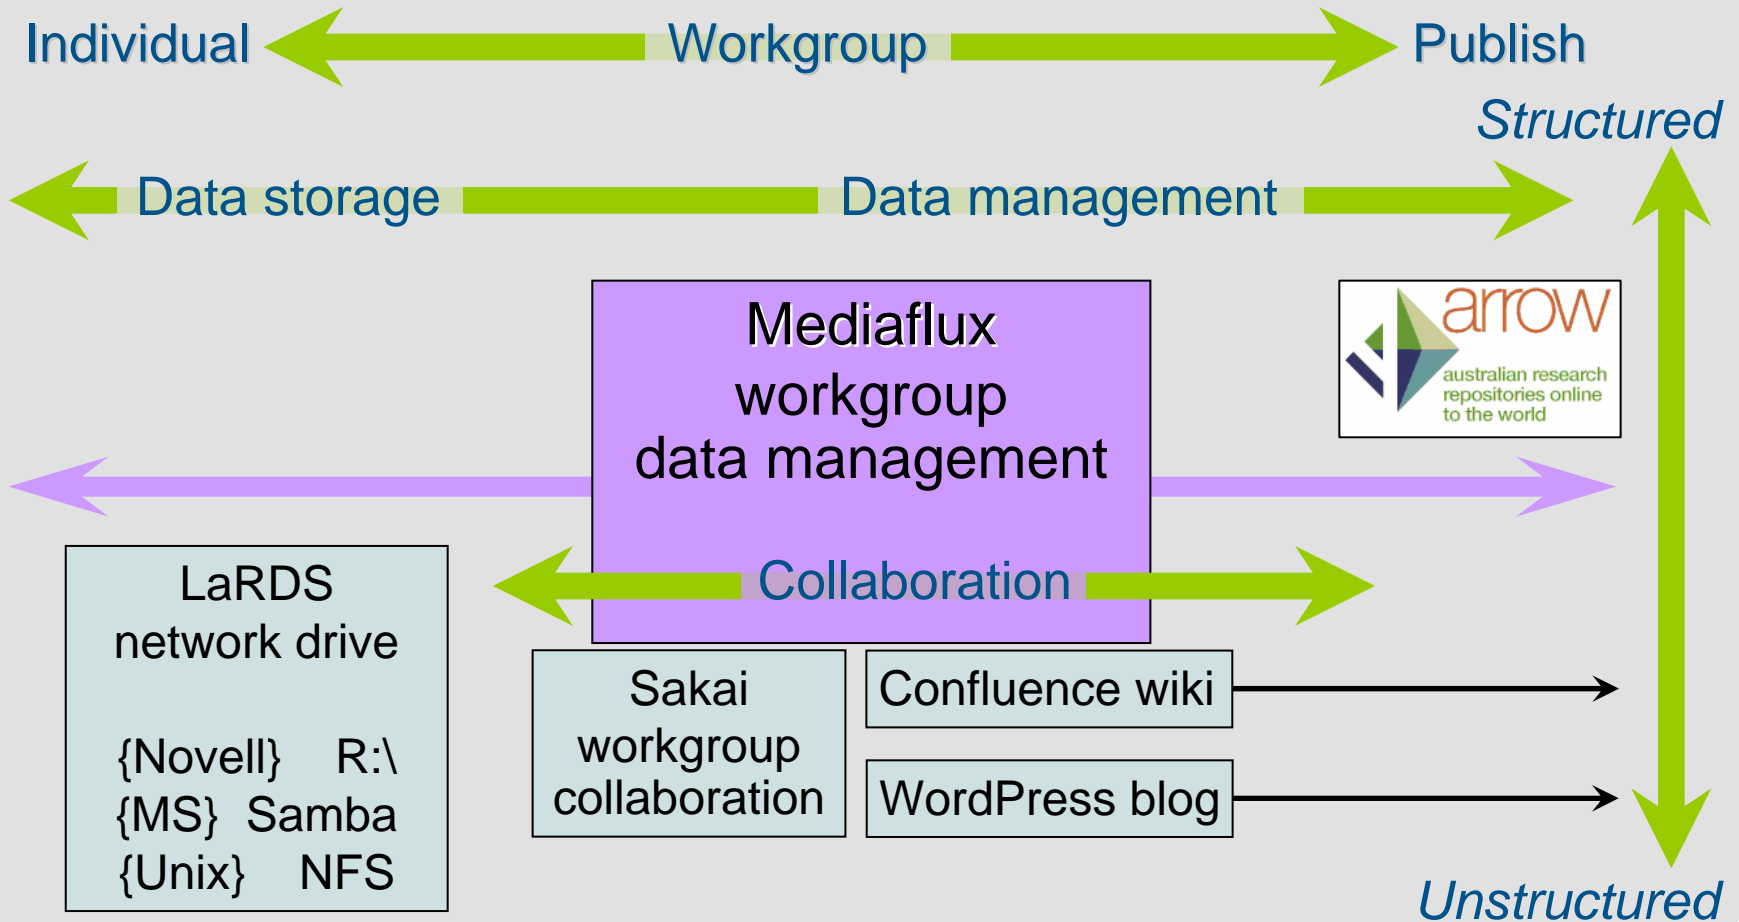 Individual Workgroup Publish
Structured
Data storage Data management
Mediaflux
workgroup
data management
arrow
australian research
repositories online
to the world
Collaboration
LaRDS
network drive
{Novell} R:\
{MS} Samba
{Unix} NFS
Sakai
workgroup
collaboration
Confluence wiki
WordPress blog
Unstructured